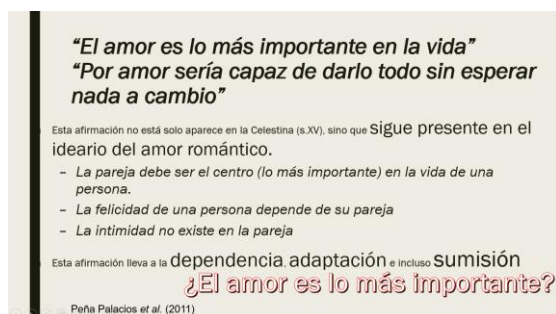 “El amor es lo más importante en la vida”
“Por amor sería capaz de darlo todo sin esperar
nada a cambio”
Esta afirmación no está solo aparece en la Celestina (s.XV), sino que sigue presente en el
ideario del amor romántico.
– La pareja debe ser el centro (lo más importante) en la vida de una
persona.
– La felicidad de una persona depende de su pareja
– La intimidad no existe en la pareja
Esta afirmación lleva a la dependencia, adaptación e incluso sumisión
¿El amor es lo más importante?
Peña Palacios et al. (2011)